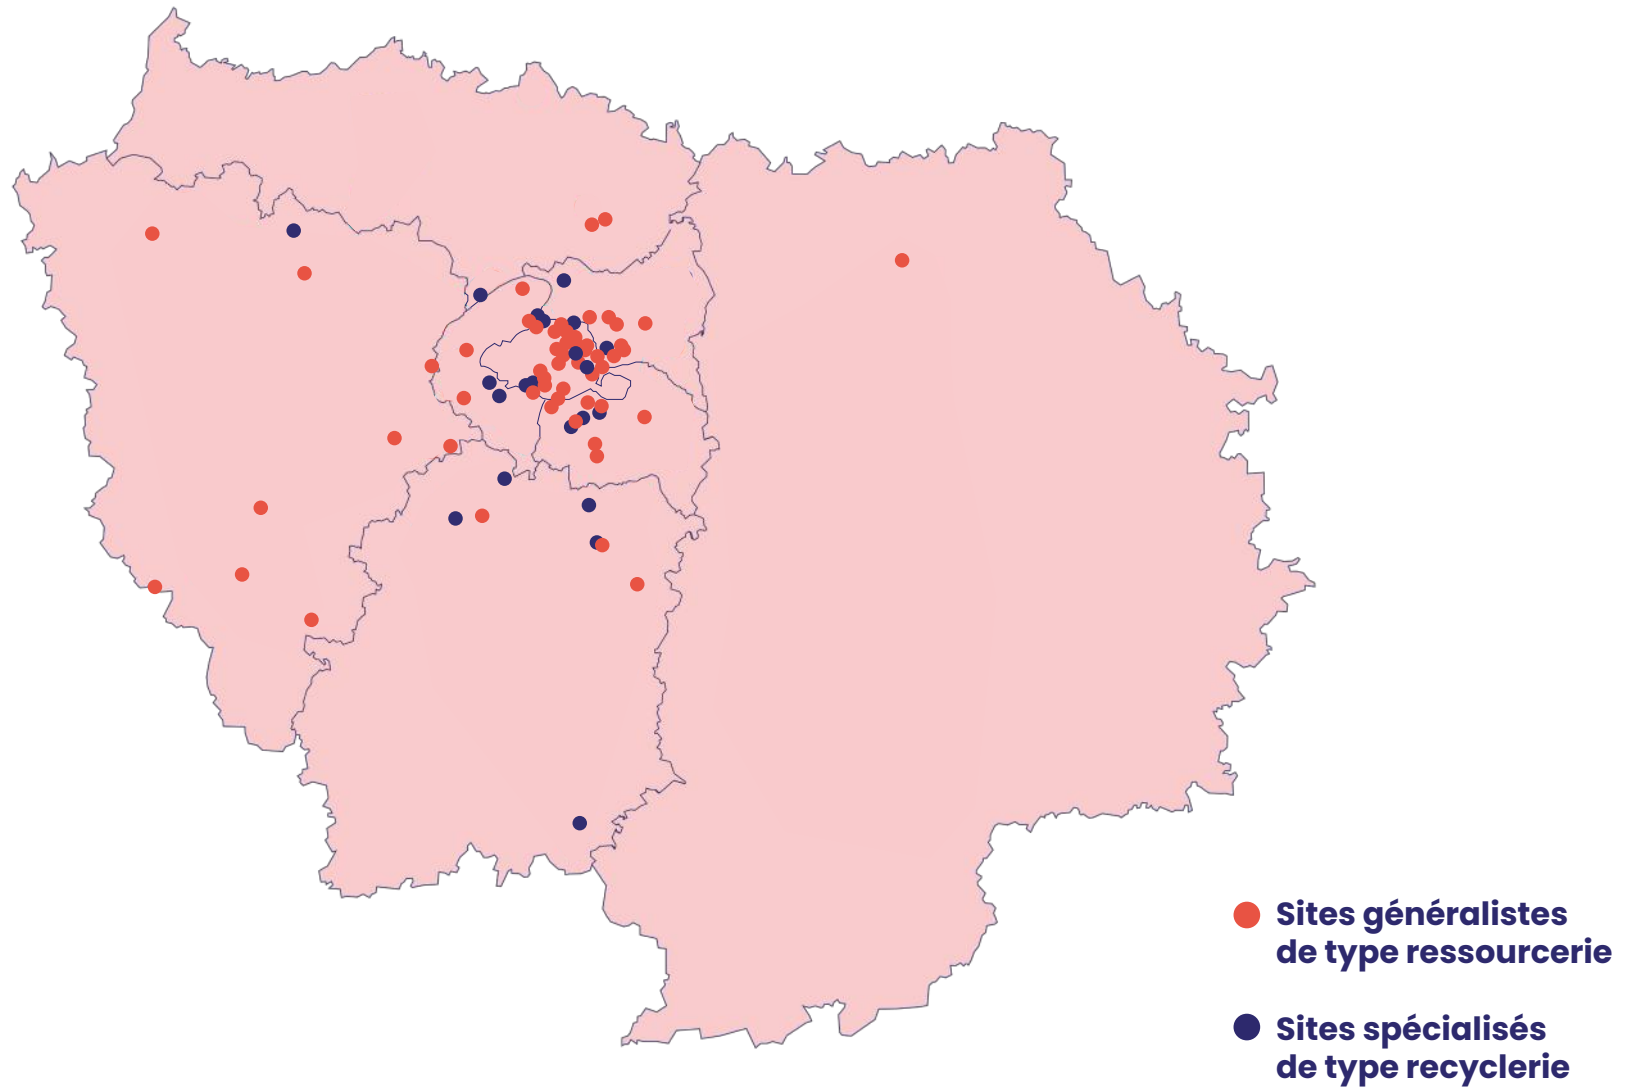 Sites généralistes
de type ressourcerie
Sites spécialisés
de type recyclerie